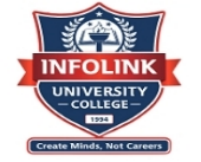 INFOLINK
UNIVERSITY
COLLEGE
1994
Create Minds, Not Careers